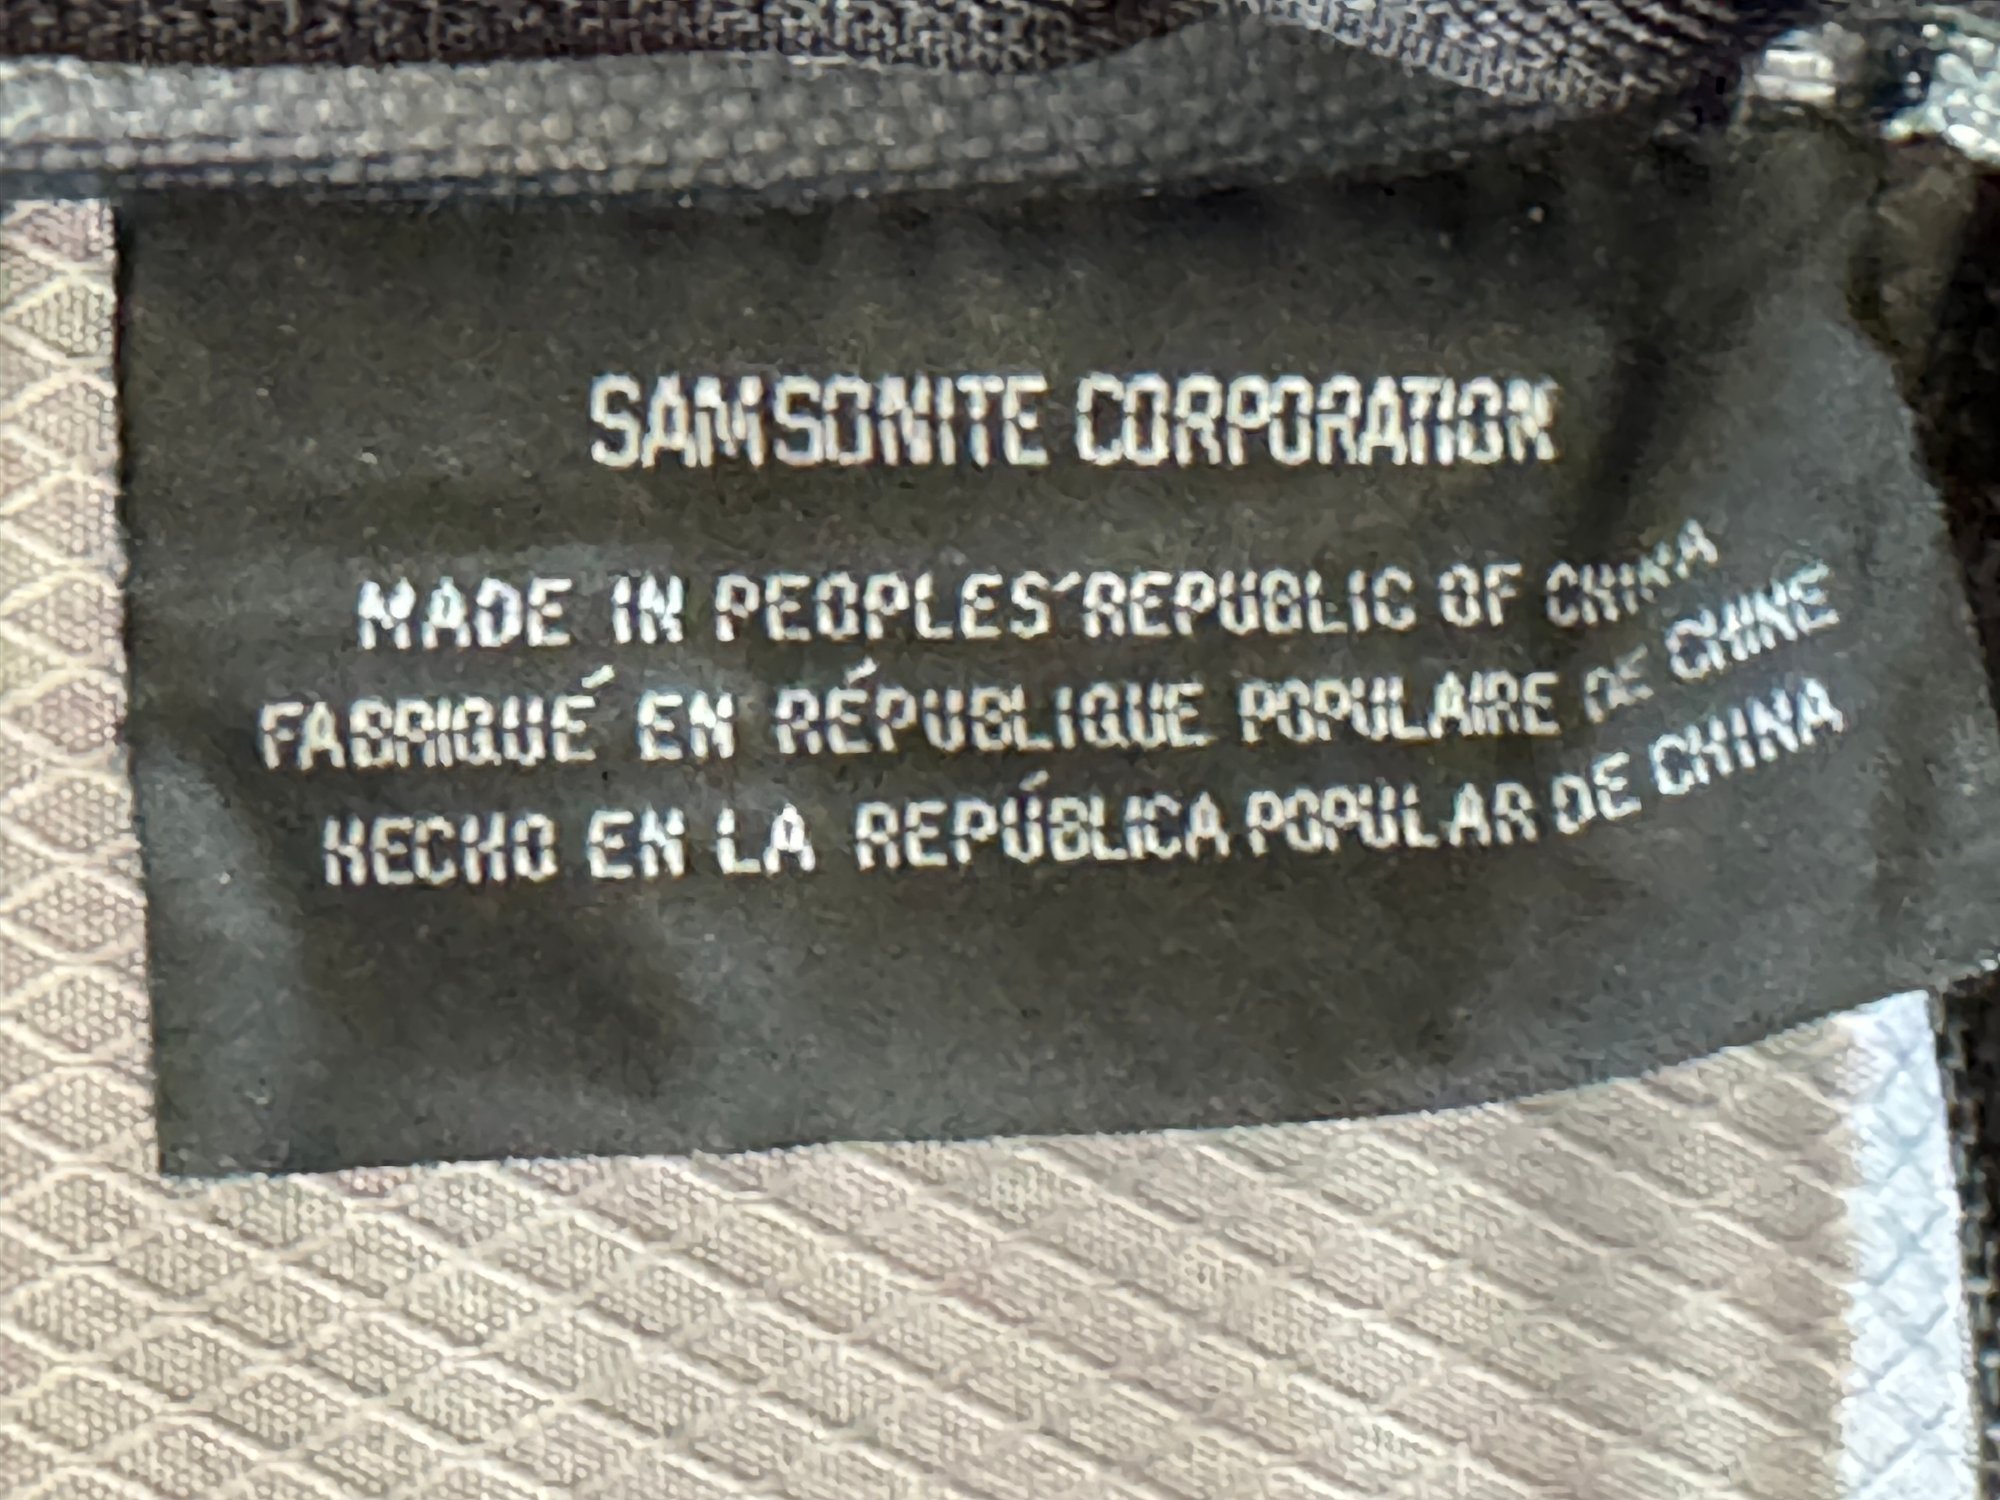 SAMSONITE CORPORATION
MADE IN PEOPLES' REPUBLIC OF CHINA
FABRIQUÉ EN RÉPUBLIQUE POPULAIRE DE CHINE
HECHO EN LA REPÚBLICA POPULAR DE CHINA